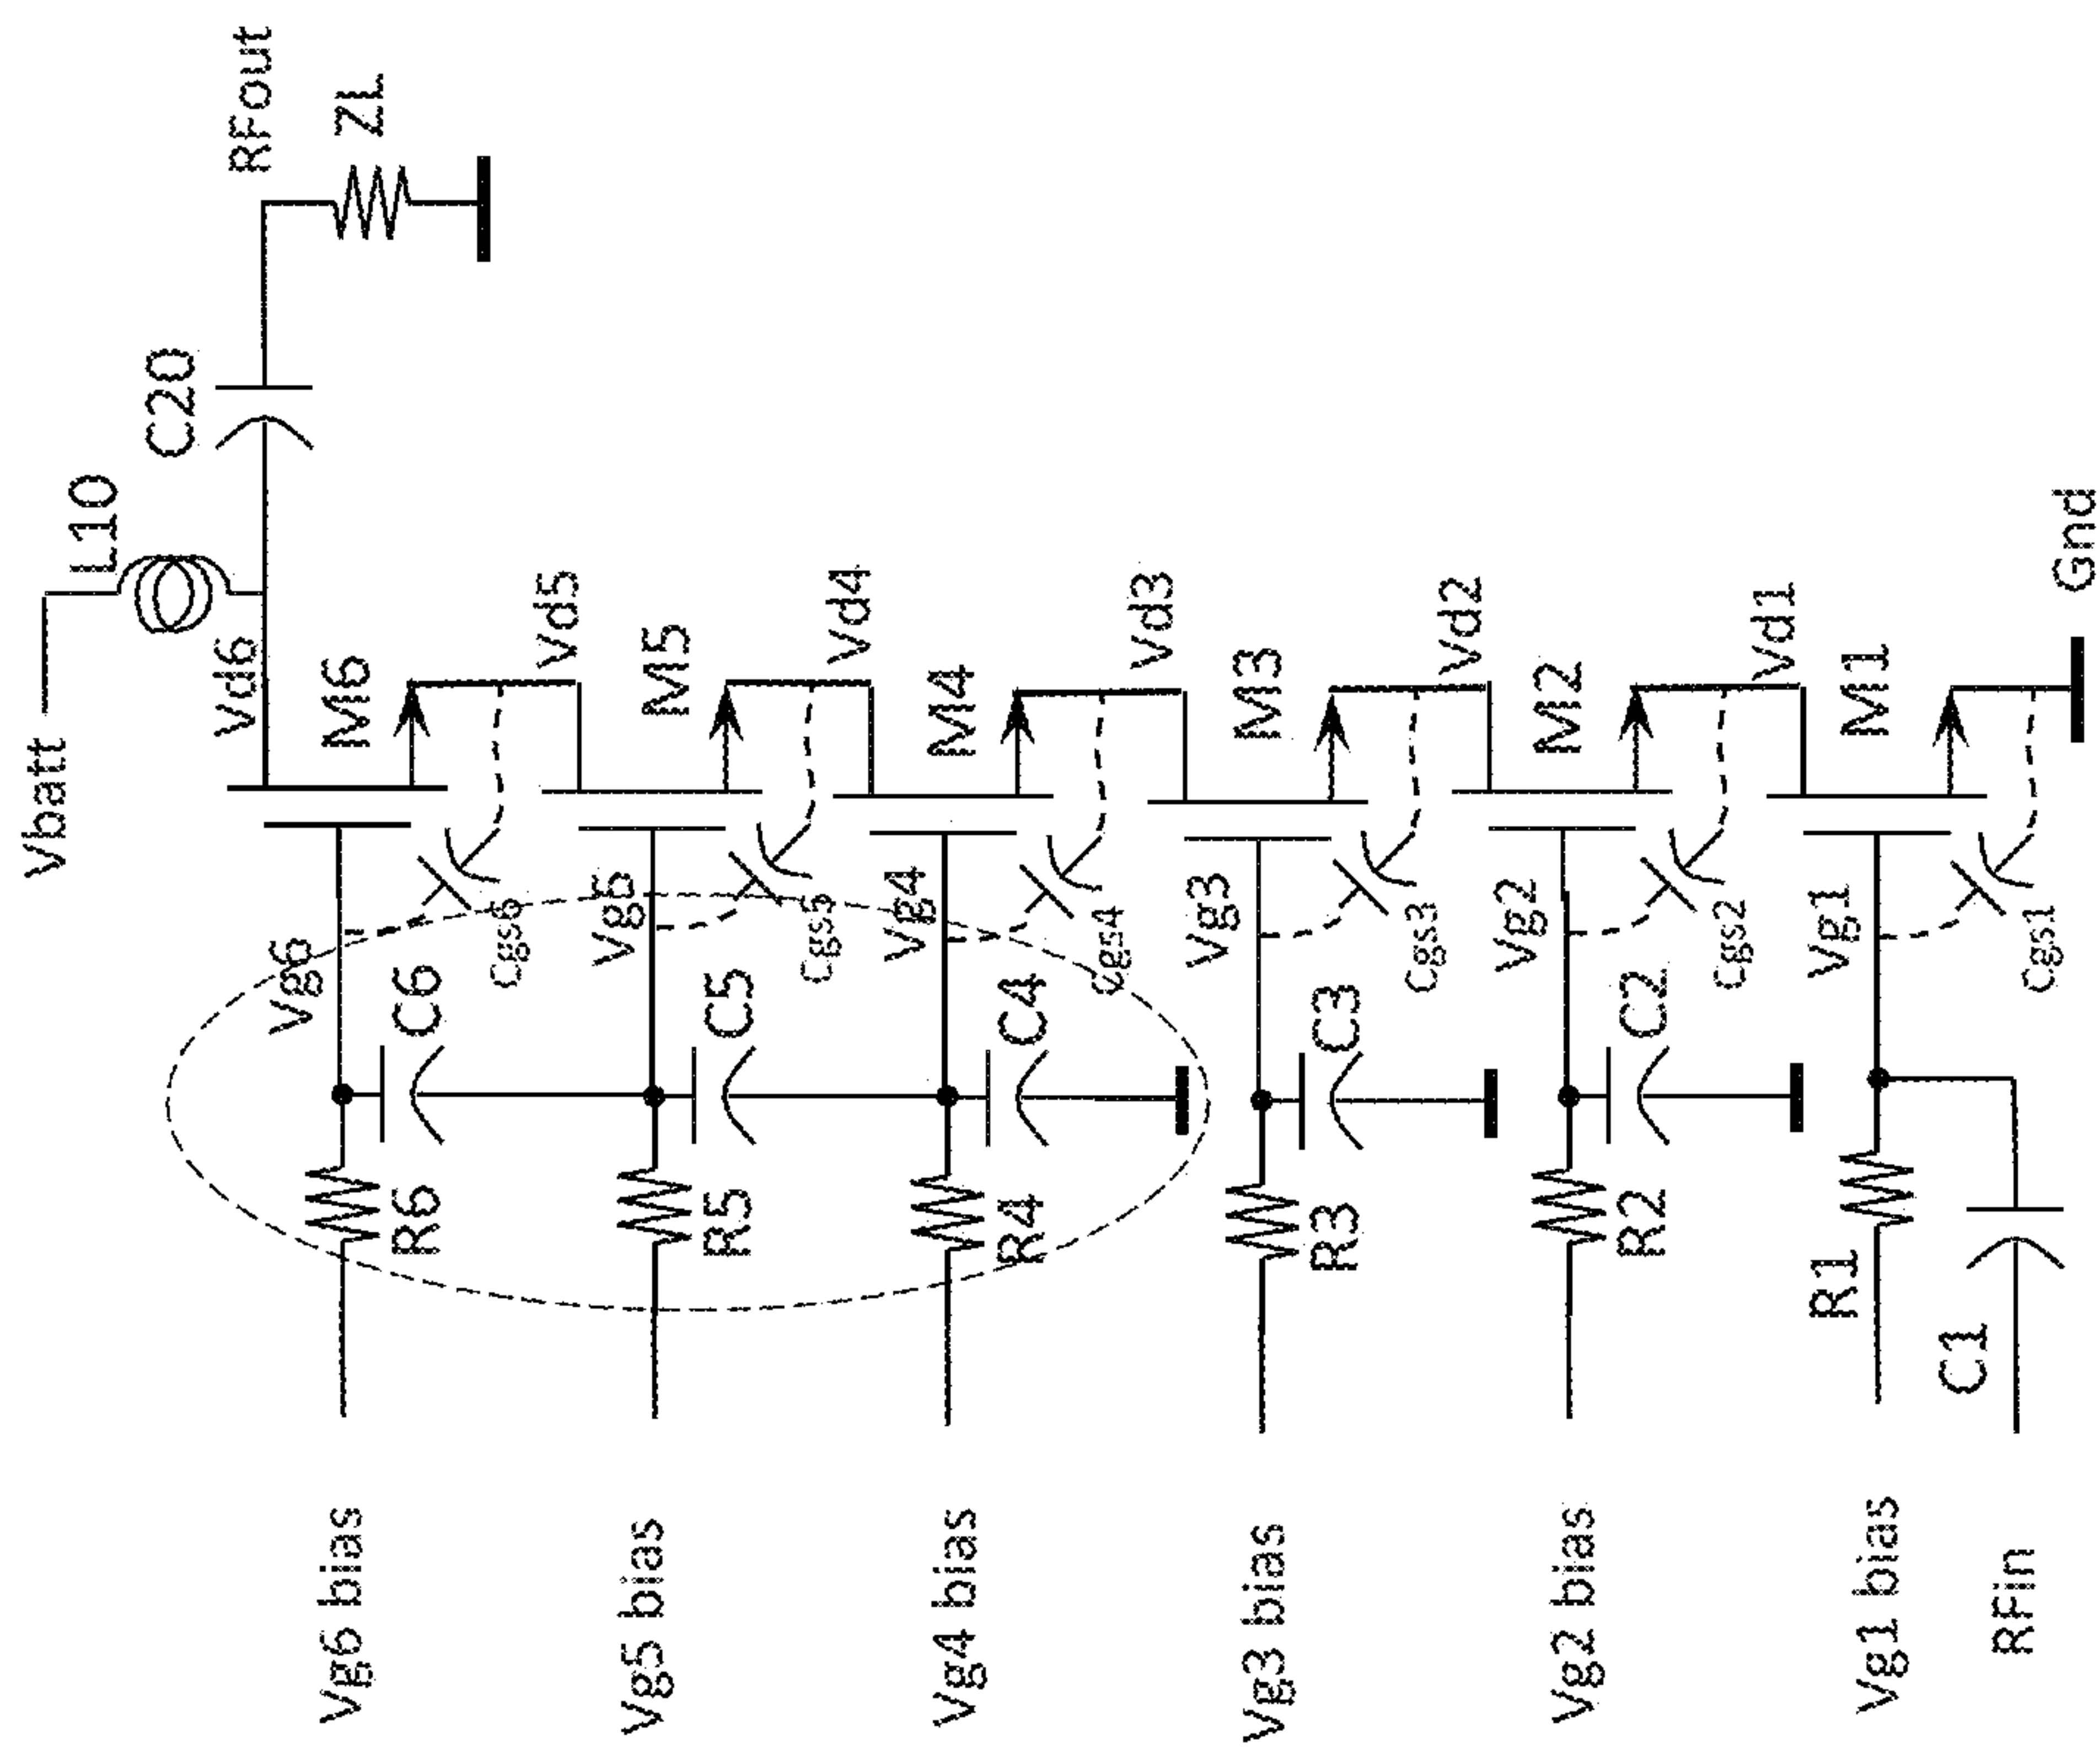 Vbatt
L10
C20
RFout
ZL
Vd6
M6
Vg6
Cgs6
C6
R6
Vg6 bias
Vd5
M5
Vg5
Cgs5
C5
R5
Vg5 bias
Vd4
M4
Vg4
Cgs4
C4
R4
Vg4 bias
Vd3
M3
Vg3
Cgs3
C3
R3
Vg3 bias
Vd2
M2
Vg2
Cgs2
C2
R2
Vg2 bias
Vd1
M1
Vg1
Cgs1
R1
Vg1 bias
C1
RFin
Gnd